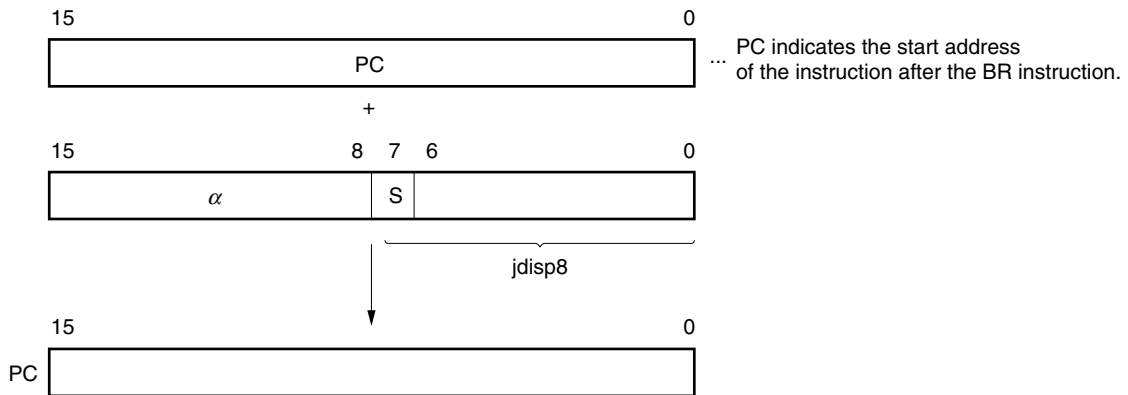 15 0
PC
... PC indicates the start address
of the instruction after the BR instruction.
+
15 8 7 6 0
α S
jdisp8
15 0
PC